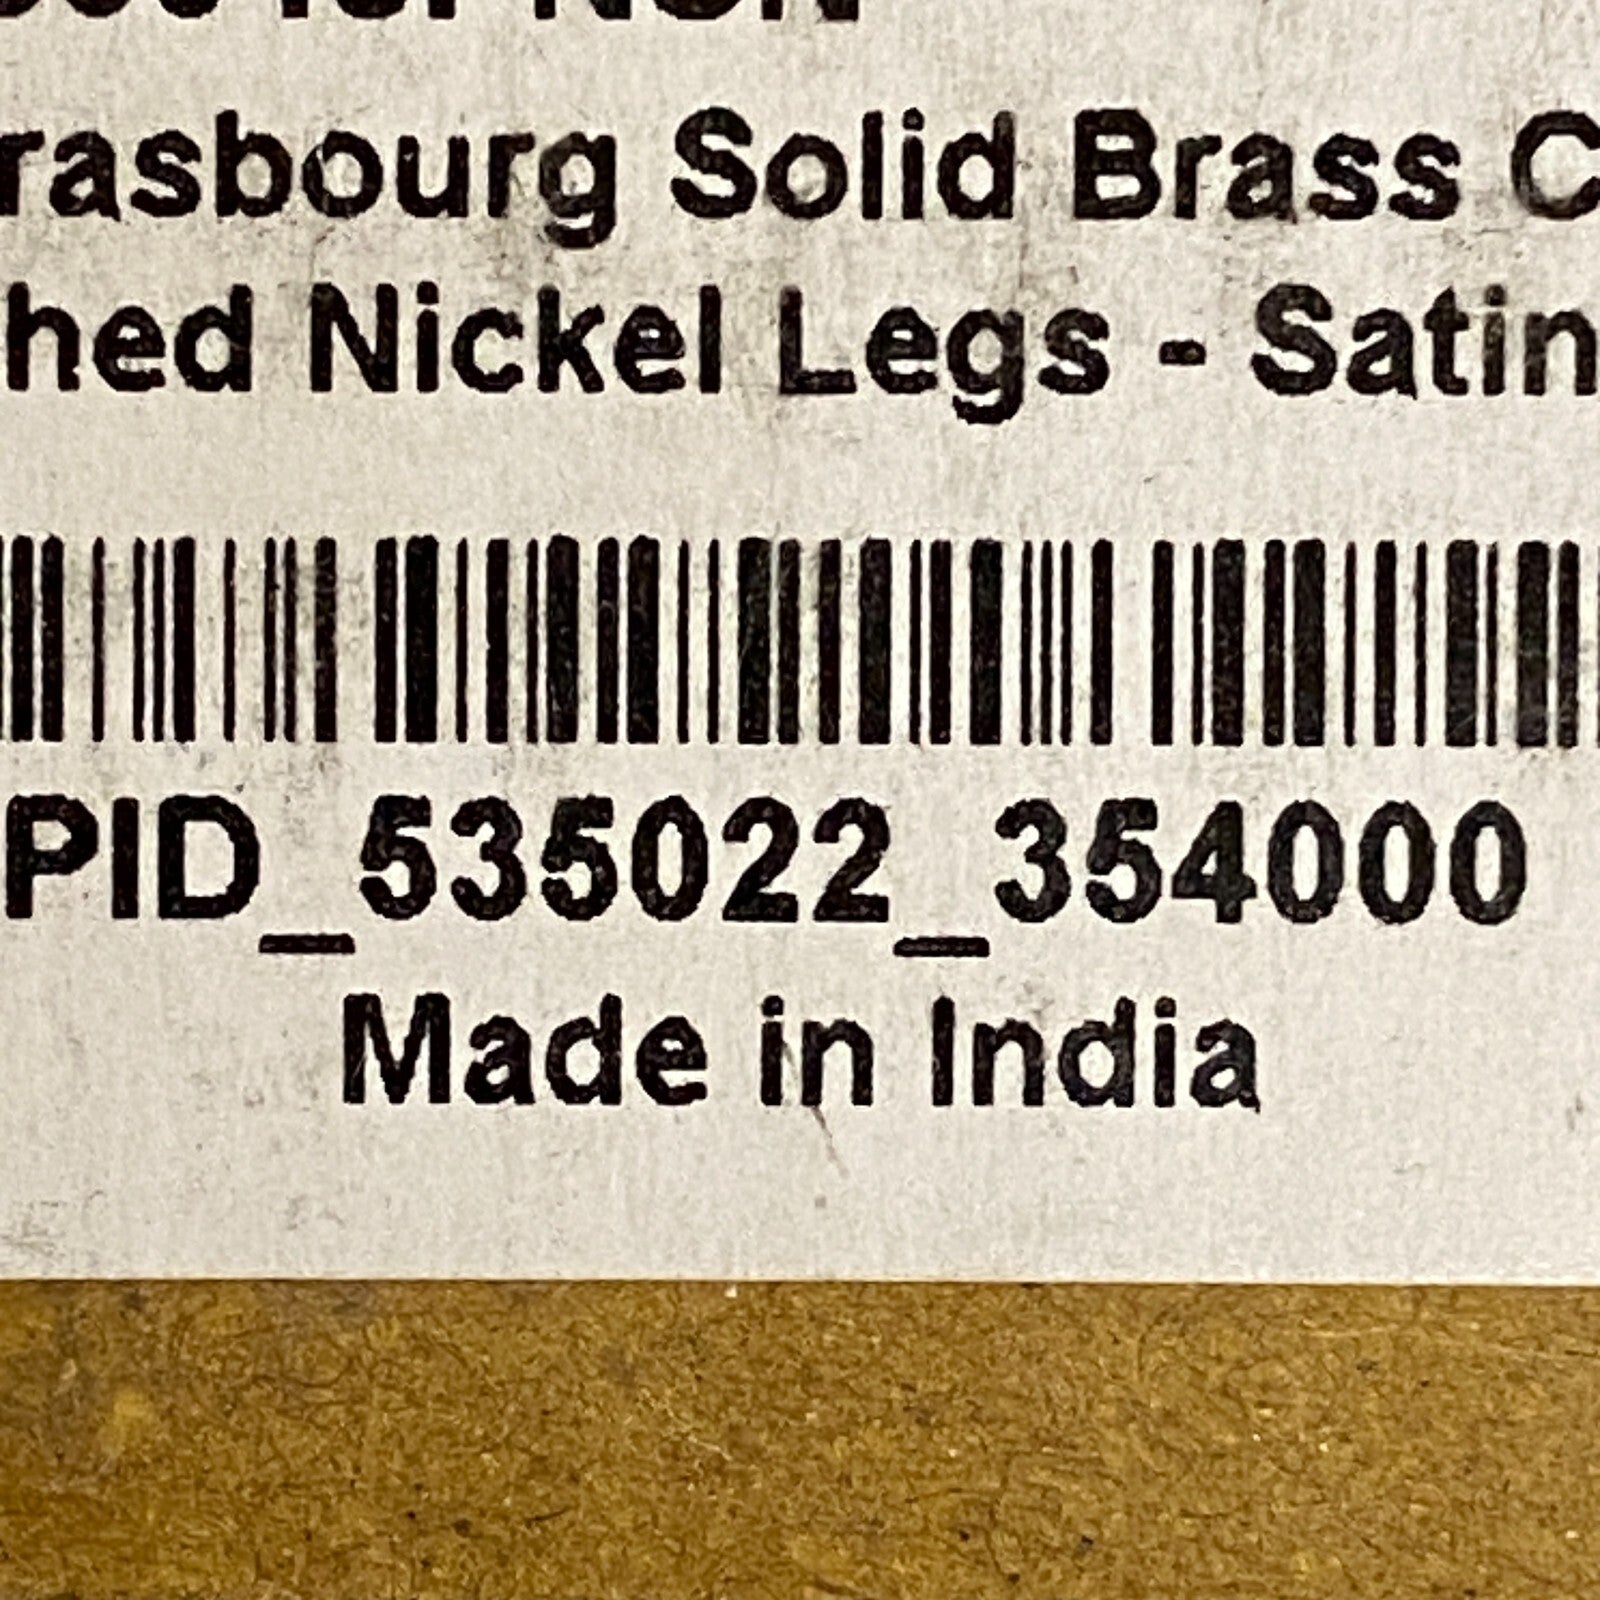 rasbourg Solid Brass C
hed Nickel Legs - Satin
PID_535022_354000
Made in India